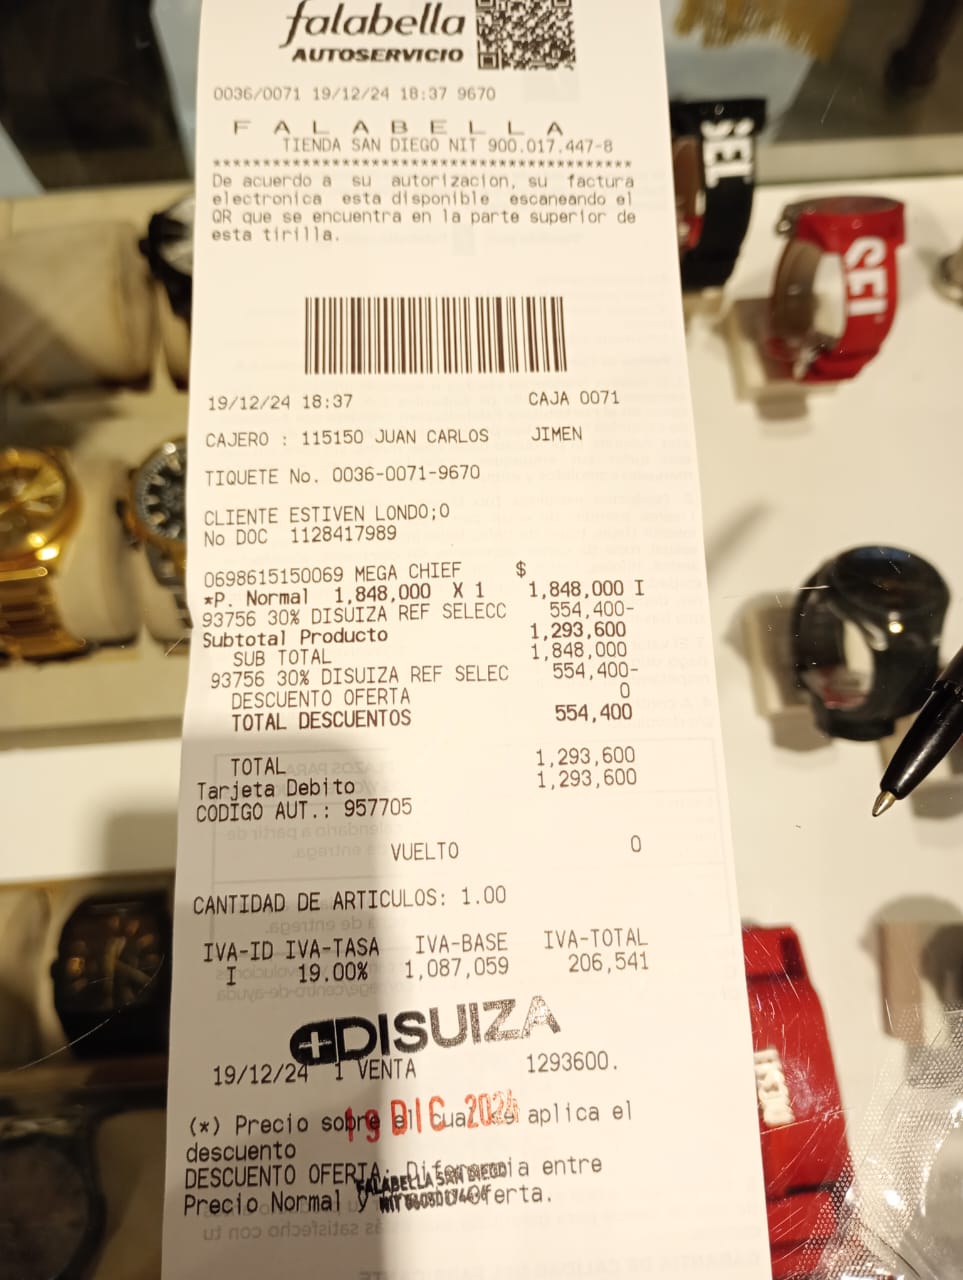 falabella
AUTOSERVICIO
0036/0071 19/12/24 18:37 9670
F A L A B E L L A
TIENDA SAN DIEGO NIT 900.017.447-8
****************************************************
De acuerdo a su autorizacion, su factura
electronica esta disponible escaneando el
QR que se encuentra en la parte superior de
esta tirilla.
19/12/24 18:37 CAJA 0071
CAJERO : 115150 JUAN CARLOS JIMEN
TIQUETE No. 0036-0071-9670
CLIENTE ESTIVEN LONDO;O
No DOC 1128417989
0698615150069 MEGA CHIEF $
*P. Normal 1,848,000 X 1 1,848,000 I
93756 30% DISUIZA REF SELECC 554,400-
Subtotal Producto 1,293,600
SUB TOTAL 1,848,000
93756 30% DISUIZA REF SELEC 554,400-
DESCUENTO OFERTA 0
TOTAL DESCUENTOS 554,400
TOTAL 1,293,600
Tarjeta Debito 1,293,600
CODIGO AUT.: 957705
VUELTO 0
CANTIDAD DE ARTICULOS: 1.00
IVA-ID IVA-TASA IVA-BASE IVA-TOTAL
I 19.00% 1,087,059 206,541
DISUIZA
19/12/24 1 VENTA 1293600.
19 DIC 2024
(*) Precio sobre el cual se aplica el
descuento
DESCUENTO OFERTA: Diferencia entre
FALABELLA SAN DIEGO
Precio Normal y Oferta.
SEL
SEL